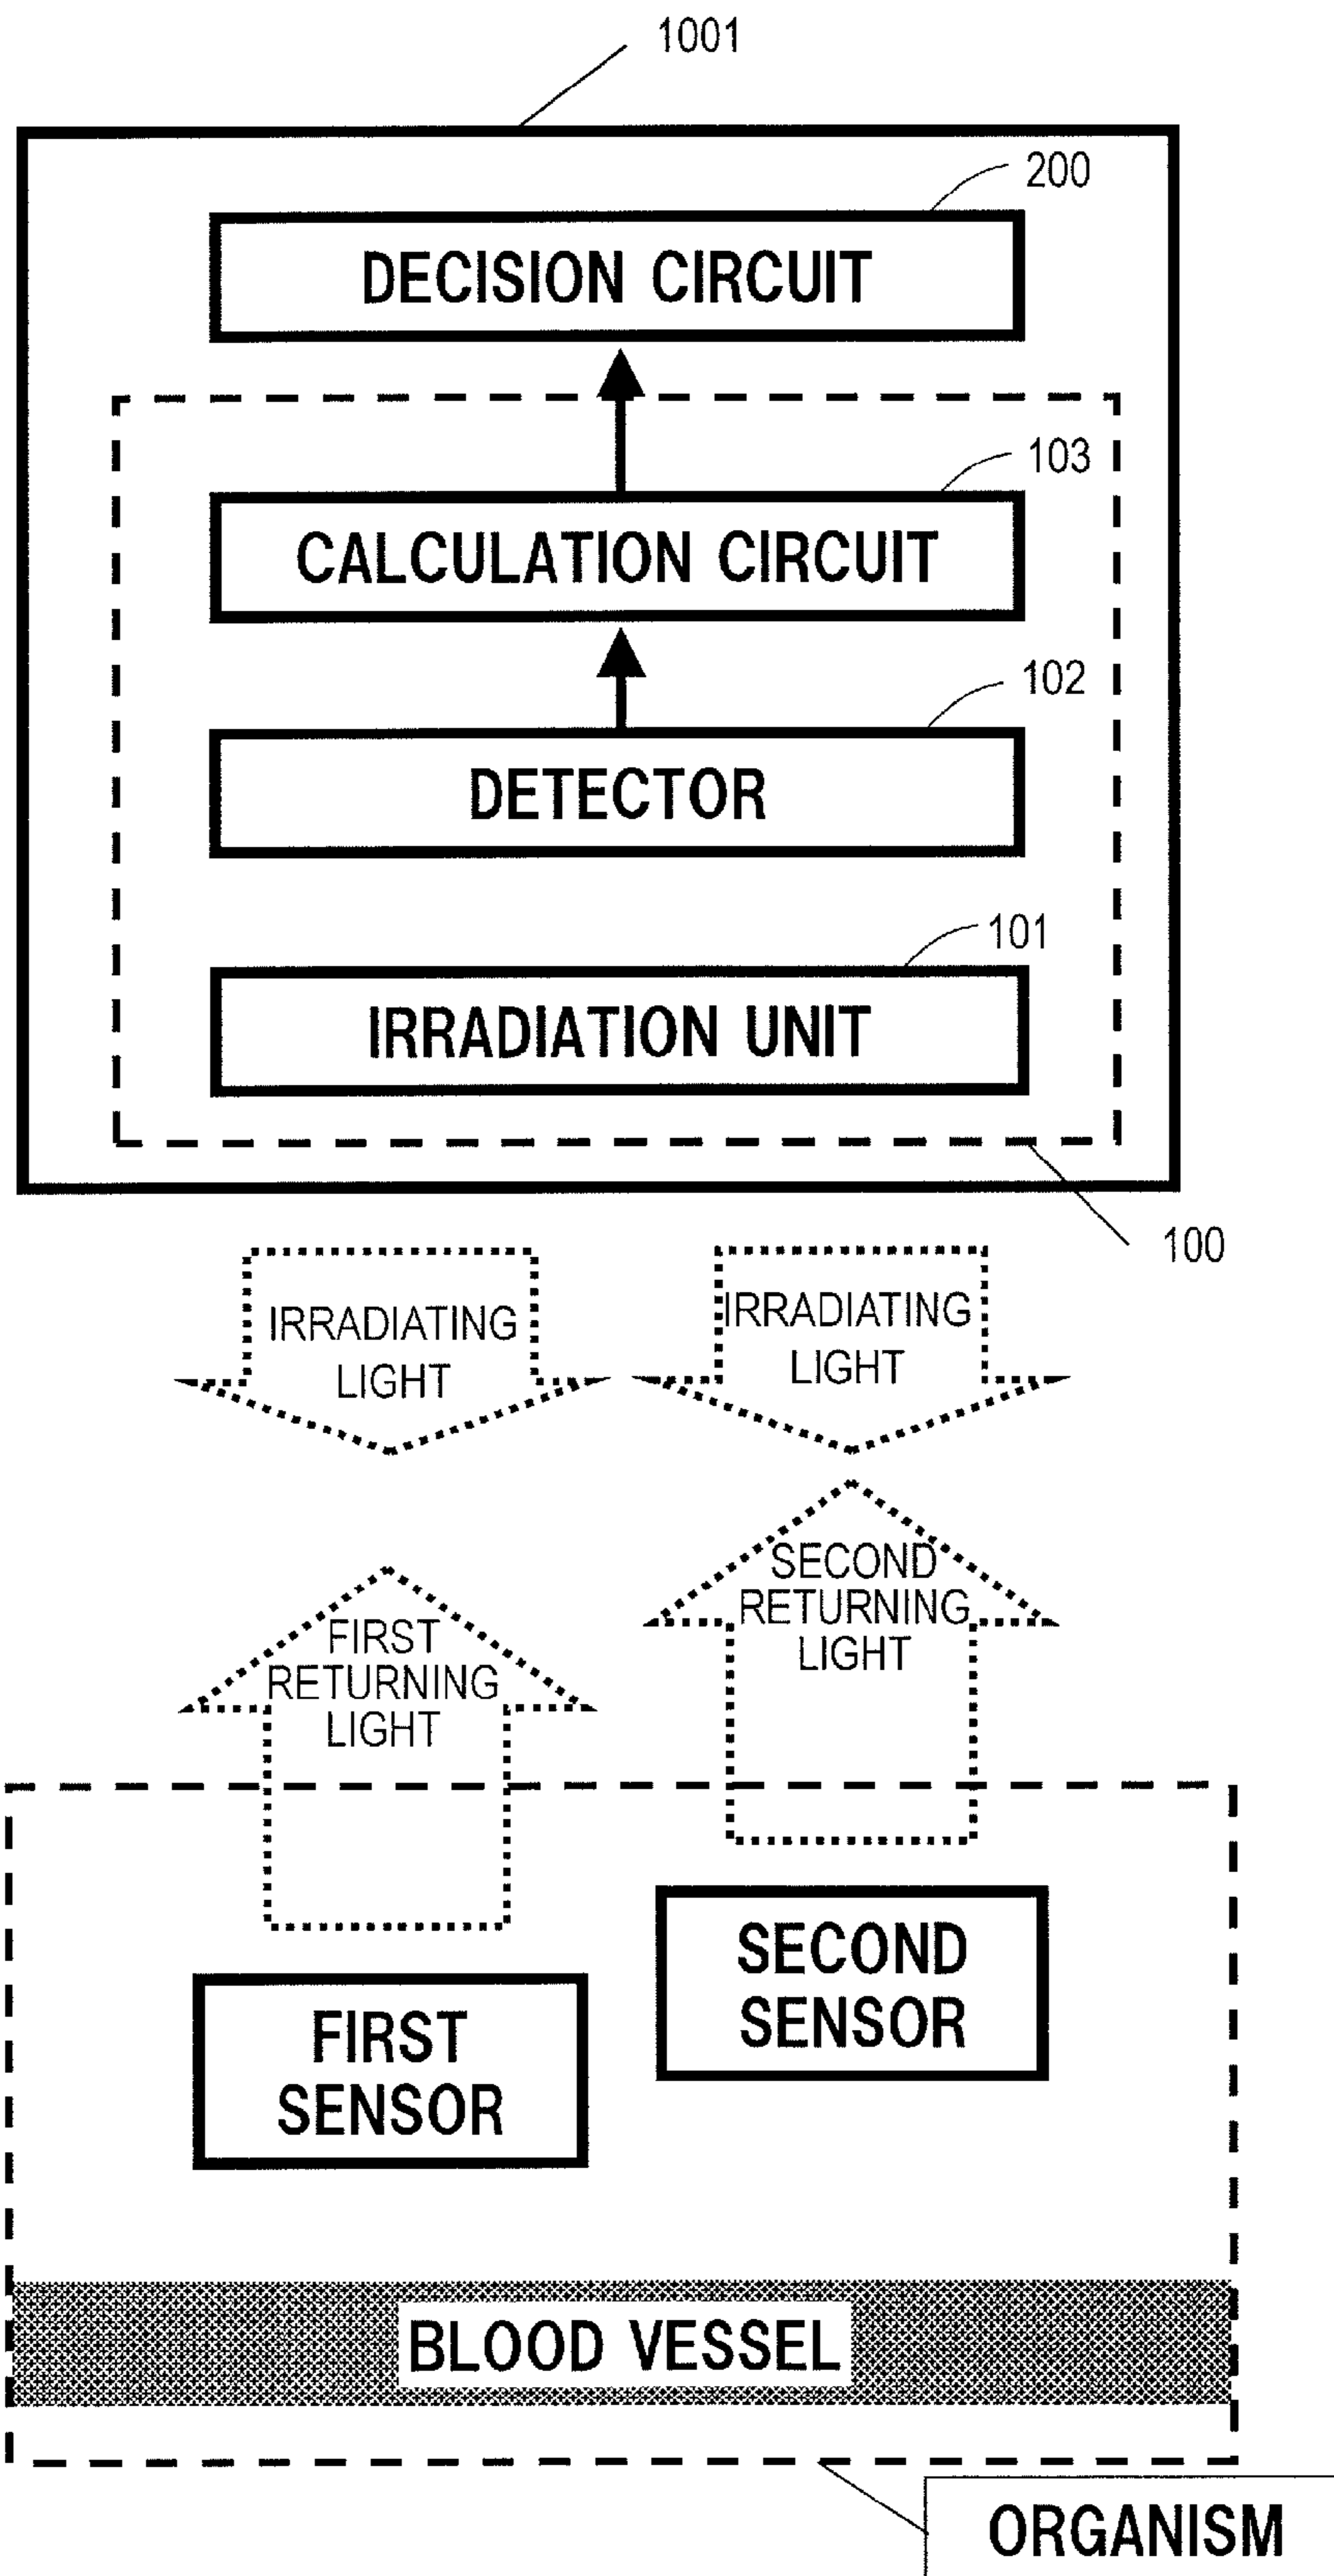 1001
200
DECISION CIRCUIT
103
CALCULATION CIRCUIT
102
DETECTOR
101
IRRADIATION UNIT
100
IRRADIATING
LIGHT
IRRADIATING
LIGHT
SECOND
RETURNING
LIGHT
FIRST
RETURNING
LIGHT
SECOND
SENSOR
FIRST
SENSOR
BLOOD VESSEL
ORGANISM